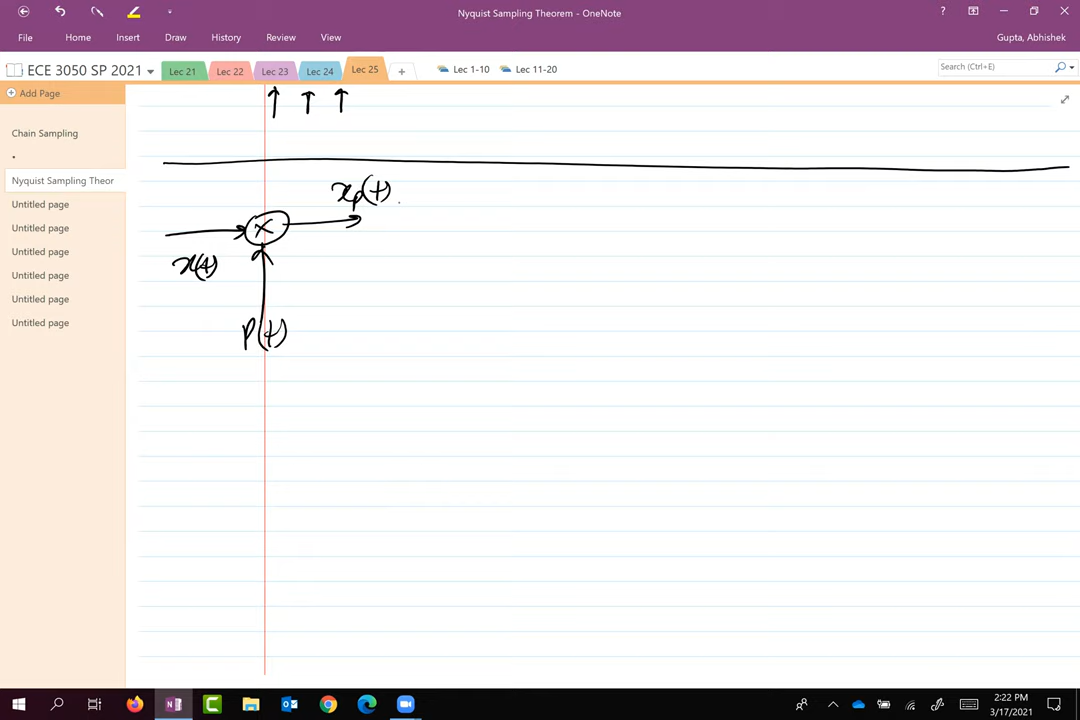 Nyquist Sampling Theorem - OneNote
?
File Home Insert Draw History Review View
Gupta, Abhishek
ECE 3050 SP 2021
Lec 21 Lec 22 Lec 23 Lec 24 Lec 25 + Lec 1-10 Lec 11-20
Search (Ctrl+E)
Add Page
Chain Sampling
Nyquist Sampling Theor
Untitled page
Untitled page
Untitled page
Untitled page
Untitled page
Untitled page
xp(t)
×
x(t)
p(t)
2:22 PM
3/17/2021